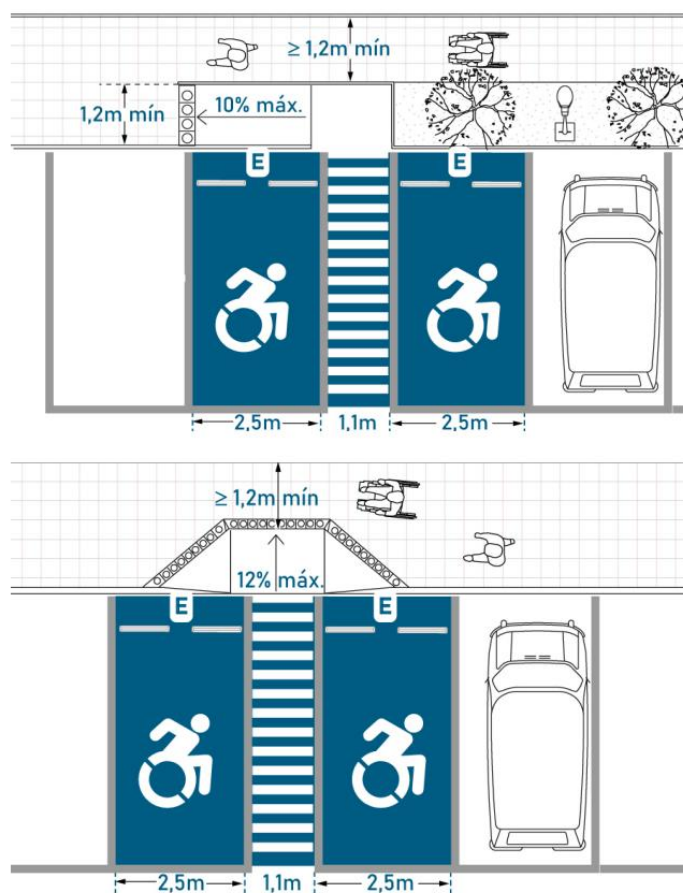 ≥ 1,2m mín
1,2m mín
10% máx.
E
E
2,5m
1,1m
2,5m
≥ 1,2m mín
12% máx.
E
E
2,5m
1,1m
2,5m